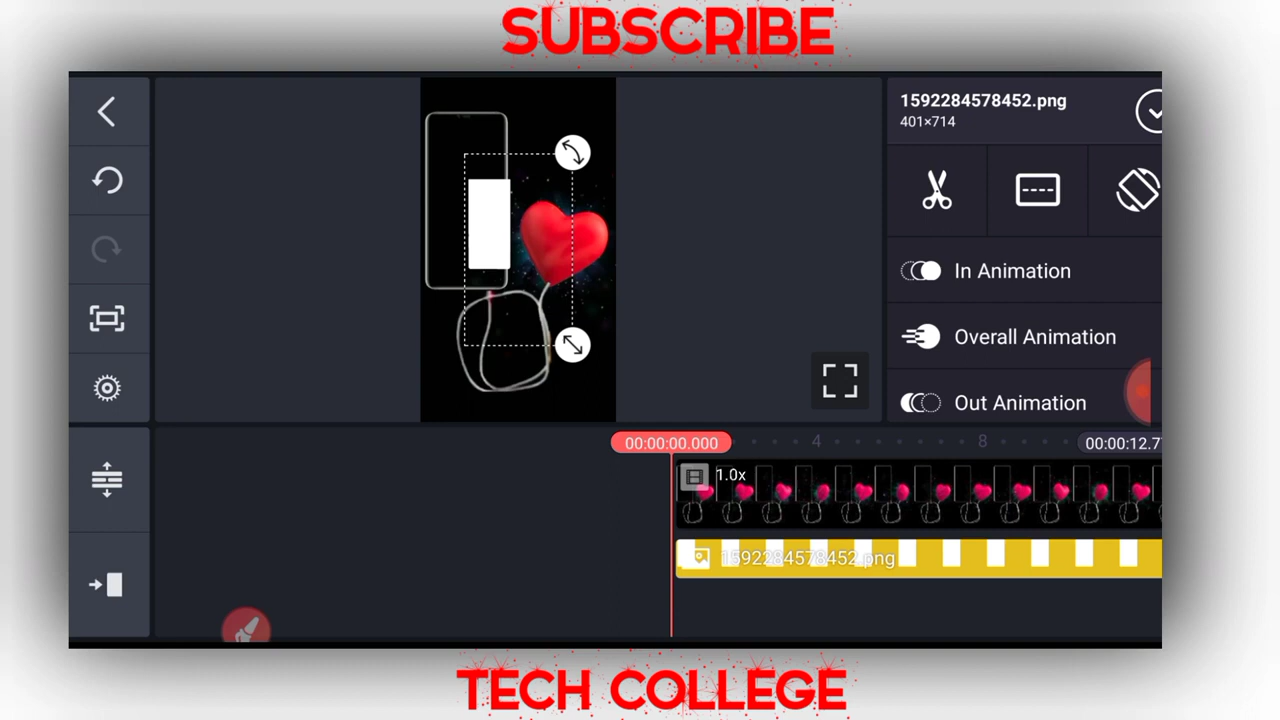 SUBSCRIBE
1592284578452.png
401×714
In Animation
Overall Animation
Out Animation
00:00:00.000
4
8
00:00:12.7
1.0x
1592284578452.png
TECH COLLEGE